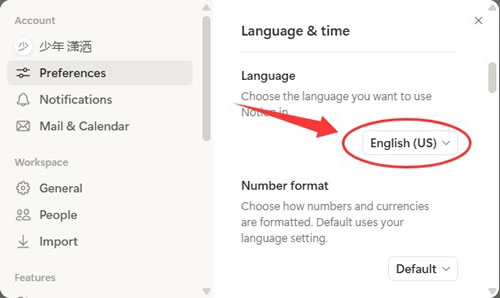 Account
少 少年 潇洒
Preferences
Notifications
Mail & Calendar
Workspace
General
People
Import
Features
Language & time
Language
Choose the language you want to use
Notion in.
English (US)
Number format
Choose how numbers and currencies
are formatted. Default uses your
language setting.
Default